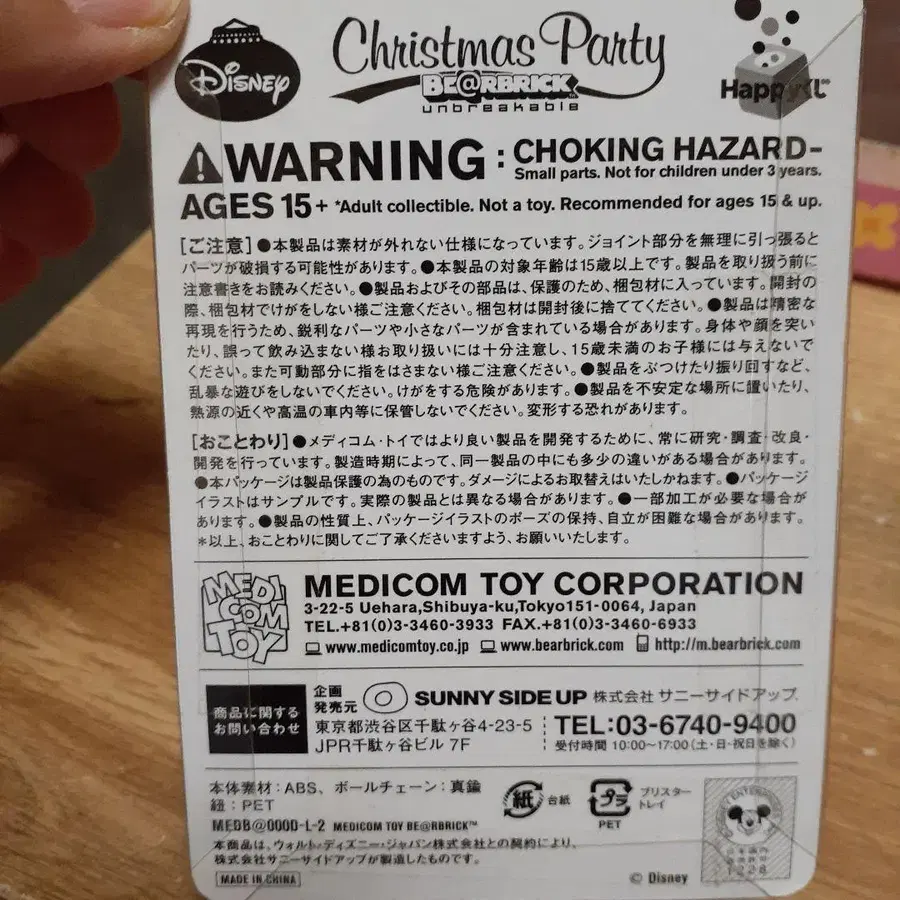 Disney
Christmas Party
BE@RBRICK
unbreakable
Happyくじ
WARNING : CHOKING HAZARD–
Small parts. Not for children under 3 years.
AGES 15+ *Adult collectible. Not a toy. Recommended for ages 15 & up.
[ご注意] ●本製品は素材が外れない仕様になっています。ジョイント部分を無理に引っ張ると
パーツが破損する可能性があります。●本製品の対象年齢は15歳以上です。製品を取り扱う前に
注意書きをお読みください。●製品およびその部品は、保護のため、梱包材に入っています。開封の
際、梱包材でけがをしない様ご注意ください。梱包材は開封後に捨ててください。●製品は精密な
再現を行うため、鋭利なパーツや小さなパーツが含まれている場合があります。身体や顔を突い
たり、誤って飲み込まない様お取り扱いには十分注意し、15歳未満のお子様には与えないで
ください。また可動部分に指をはさまない様ご注意ください。●製品をぶつけたり振り回すなど、
乱暴な遊びをしないでください。けがをする危険があります。●製品を不安定な場所に置いたり、
熱源の近くや高温の車内等に保管しないでください。変形する恐れがあります。
[おことわり] ●メディコム・トイではより良い製品を開発するために、常に研究・調査・改良・
開発を行っています。製造時期によって、同一製品の中にも多少の違いがある場合があります。
●本パッケージは製品保護の為のものです。ダメージによるお取替えはいたしかねます。●パッケージ
イラストはサンプルです。実際の製品とは異なる場合があります。●一部加工が必要な場合が
あります。●製品の性質上、パッケージイラストのポーズの保持、自立が困難な場合があります。
*以上、おことわりに関してご了承くださいますよう、お願いいたします。
MEDI
COM
TOY
MEDICOM TOY CORPORATION
3-22-5 Uehara,Shibuya-ku,Tokyo151-0064, Japan
TEL.+81(0)3-3460-3933 FAX.+81(0)3-3460-6933
www.medicomtoy.co.jp www.bearbrick.com http://m.bearbrick.com
商品に関する
お問い合わせ
企画
発売元
SUNNY SIDE UP 株式会社 サニーサイドアップ.
東京都渋谷区千駄ヶ谷4-23-5
JPR千駄ヶ谷ビル 7F
TEL:03-6740-9400
受付時間 10:00〜17:00(土・日・祝日を除く)
本体素材：ABS、ボールチェーン：真鍮
紐：PET
紙 台紙
プラ
PET
ブリスター
トレイ
MEDB@000D-L-2 MEDICOM TOY BE@RBRICK™
本商品は、ウォルト・ディズニー・ジャパン株式会社との契約により、
株式会社サニーサイドアップが製造したものです。
MADE IN CHINA
© Disney